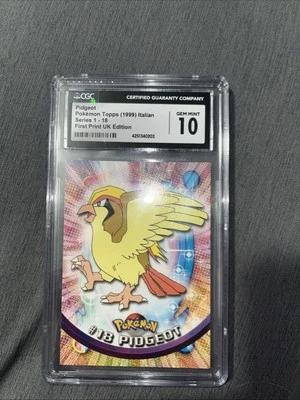 CGC
CERTIFIED GUARANTY COMPANY
Pidgeot
Pokémon Topps (1999) Italian
Series 1 - 18
First Print UK Edition
GEM MINT
10
POKéMON
#18 PIDGEOT